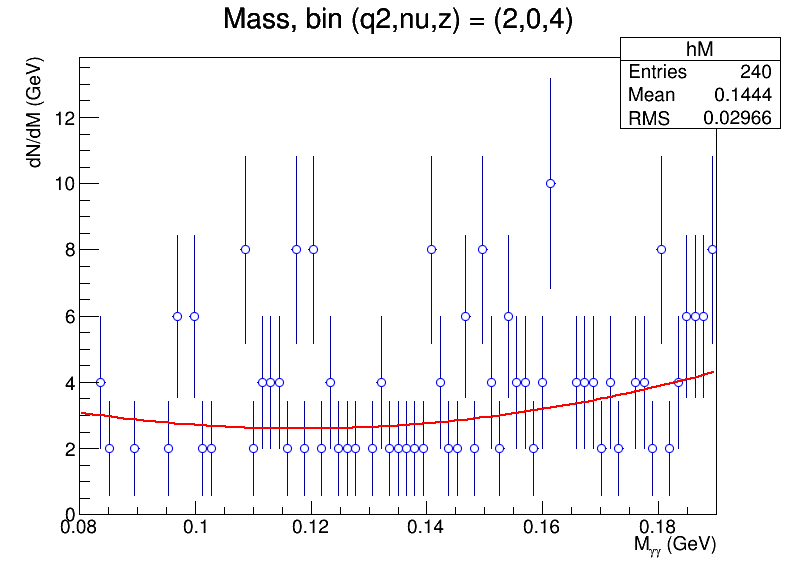 Mass, bin (q2,nu,z) = (2,0,4)
hM
Entries 240
Mean 0.1444
RMS 0.02966
dN/dM (GeV)
12
10
8
6
4
2
0
0.08 0.1 0.12 0.14 0.16 0.18
Mγγ (GeV)